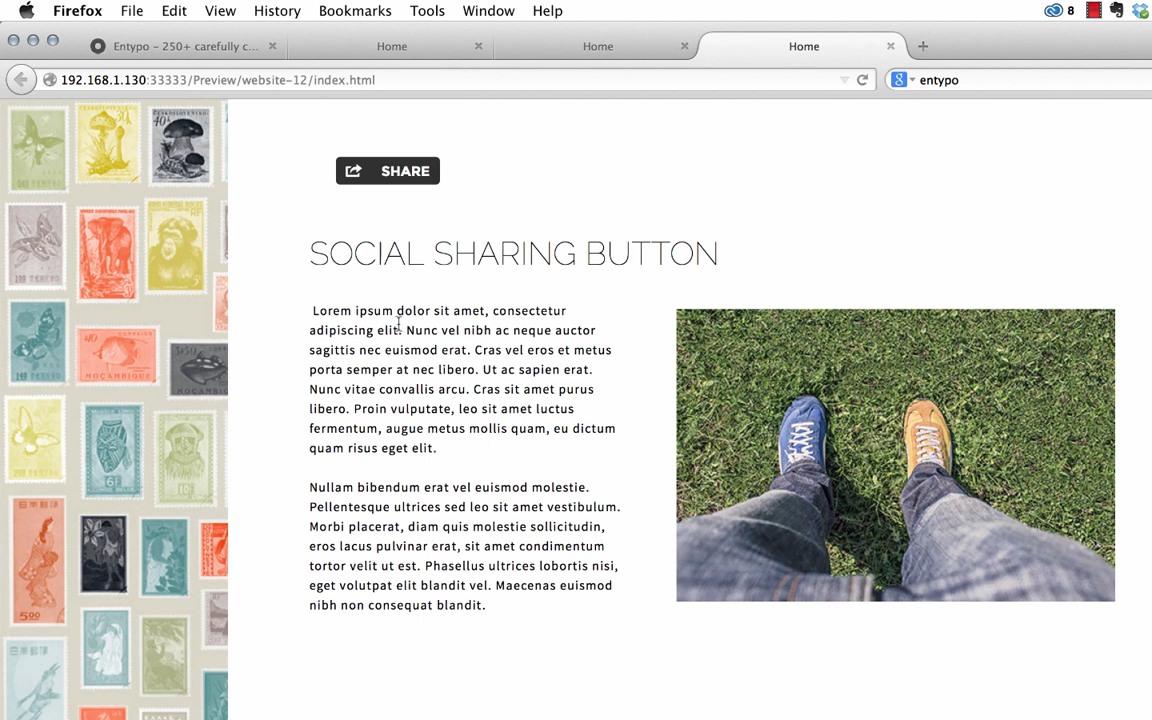 Firefox File Edit View History Bookmarks Tools Window Help 8
Entypo – 250+ carefully c... Home Home Home
192.168.1.130:33333/Preview/website-12/index.html entypo
SHARE
SOCIAL SHARING BUTTON
Lorem ipsum dolor sit amet, consectetur
adipiscing elit. Nunc vel nibh ac neque auctor
sagittis nec euismod erat. Cras vel eros et metus
porta semper at nec libero. Ut ac sapien erat.
Nunc vitae convallis arcu. Cras sit amet purus
libero. Proin vulputate, leo sit amet luctus
fermentum, augue metus mollis quam, eu dictum
quam risus eget elit.
Nullam bibendum erat vel euismod molestie.
Pellentesque ultrices sed leo sit amet vestibulum.
Morbi placerat, diam quis molestie sollicitudin,
eros lacus pulvinar erat, sit amet condimentum
tortor velit ut est. Phasellus ultrices lobortis nisi,
eget volutpat elit blandit vel. Maecenas euismod
nibh non consequat blandit.